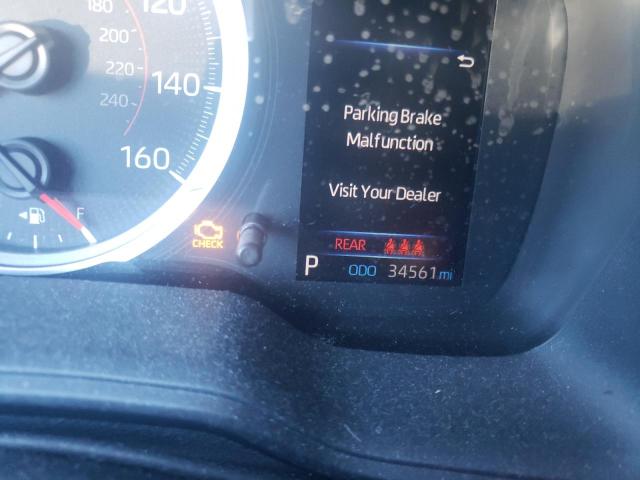 180
120
200
220
140
240
160
F
Parking Brake
Malfunction
Visit Your Dealer
CHECK
REAR
P ODO 34561 mi